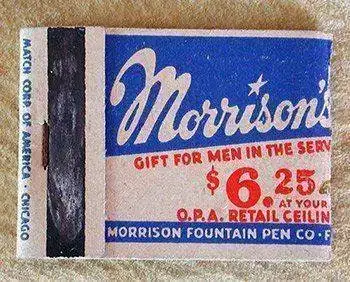 MATCH CORP. OF AMERICA · CHICAGO
Morrison's
GIFT FOR MEN IN THE SERV
$6.25
AT YOUR
O.P.A. RETAIL CEILIN
MORRISON FOUNTAIN PEN CO · F